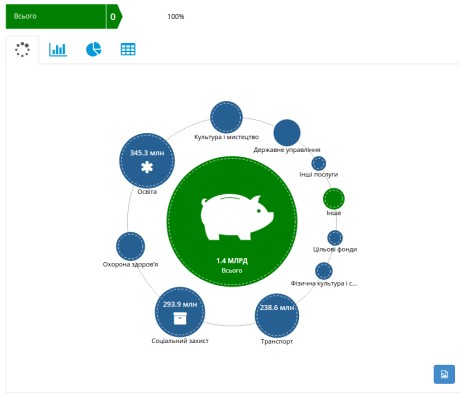 Всього 0 100%
Культура і мистецтво
Державне управління
345.3 млн
Інші послуги
Освіта
Інше
Цільові фонди
1.4 МЛРД
Всього
Охорона здоров'я
Фізична культура і с...
293.9 млн
238.6 млн
Соціальний захист
Транспорт